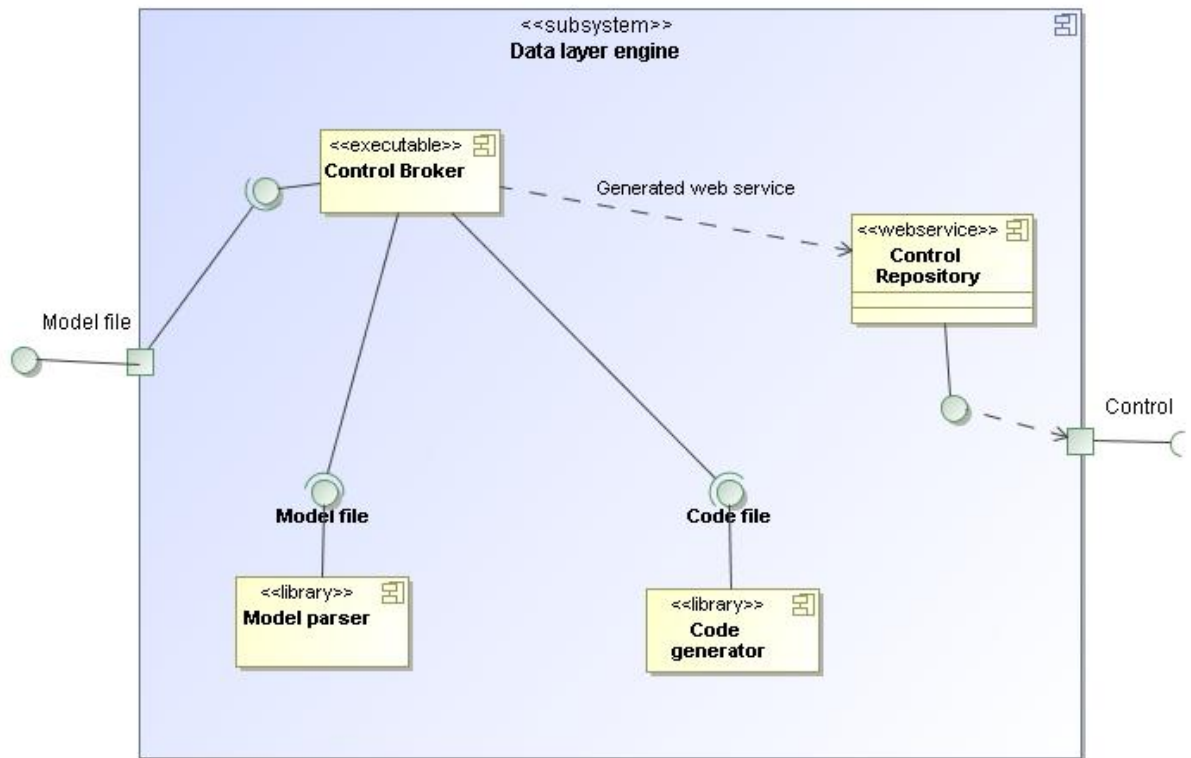 <<subsystem>>
Data layer engine
<<executable>>
Control Broker
Generated web service
<<webservice>>
Control
Repository
Model file
Control
Model file
Code file
<<library>>
Model parser
<<library>>
Code
generator